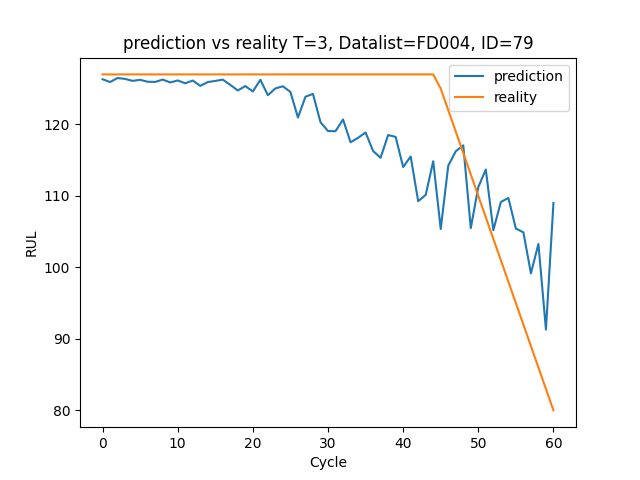 prediction vs reality T=3, Datalist=FD004, ID=79
prediction
reality
120
110
100
90
80
RUL
0 10 20 30 40 50 60
Cycle